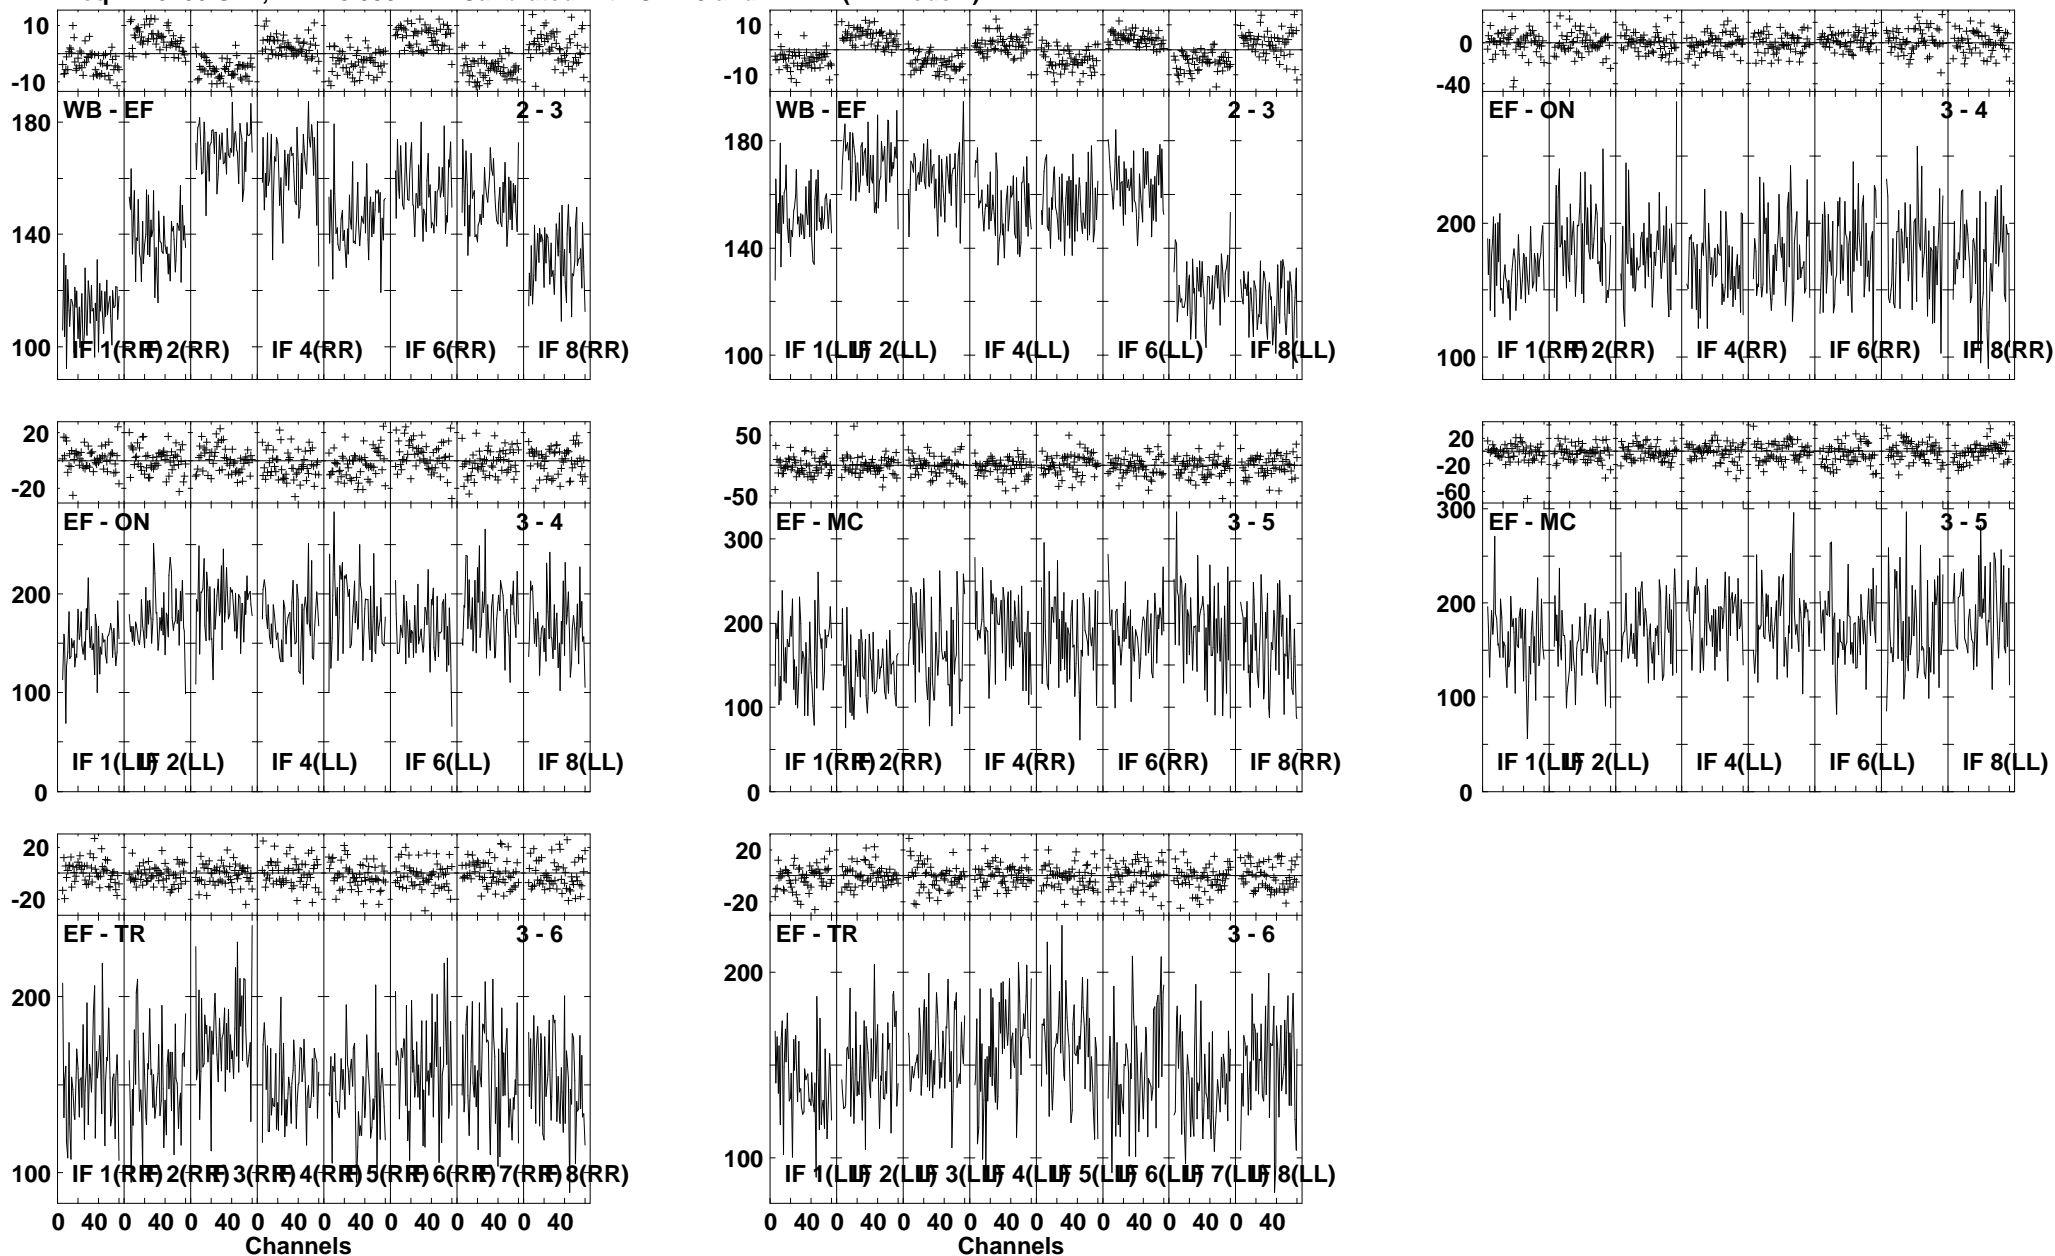 10
-10
WB - EF
2 - 3
180
140
100
IF 1(RR)
IF 2(RR)
IF 4(RR)
IF 6(RR)
IF 8(RR)
10
-10
WB - EF
2 - 3
180
140
100
IF 1(LL)
IF 2(LL)
IF 4(LL)
IF 6(LL)
IF 8(LL)
0
-40
EF - ON
3 - 4
200
100
IF 1(RR)
IF 2(RR)
IF 4(RR)
IF 6(RR)
IF 8(RR)
20
-20
EF - ON
3 - 4
200
100
0
IF 1(LL)
IF 2(LL)
IF 4(LL)
IF 6(LL)
IF 8(LL)
50
-50
EF - MC
3 - 5
300
200
100
0
IF 1(RR)
IF 2(RR)
IF 4(RR)
IF 6(RR)
IF 8(RR)
20
-20
-60
EF - MC
3 - 5
300
200
100
0
IF 1(LL)
IF 2(LL)
IF 4(LL)
IF 6(LL)
IF 8(LL)
20
-20
EF - TR
3 - 6
200
100
IF 1(RR)
IF 2(RR)
IF 3(RR)
IF 4(RR)
IF 5(RR)
IF 6(RR)
IF 7(RR)
IF 8(RR)
0 40 0 40 0 40 0 40 0 40 0 40 0 40 0 40
Channels
20
-20
EF - TR
3 - 6
200
100
IF 1(LL)
IF 2(LL)
IF 3(LL)
IF 4(LL)
IF 5(LL)
IF 6(LL)
IF 7(LL)
IF 8(LL)
0 40 0 40 0 40 0 40 0 40 0 40 0 40 0 40
Channels